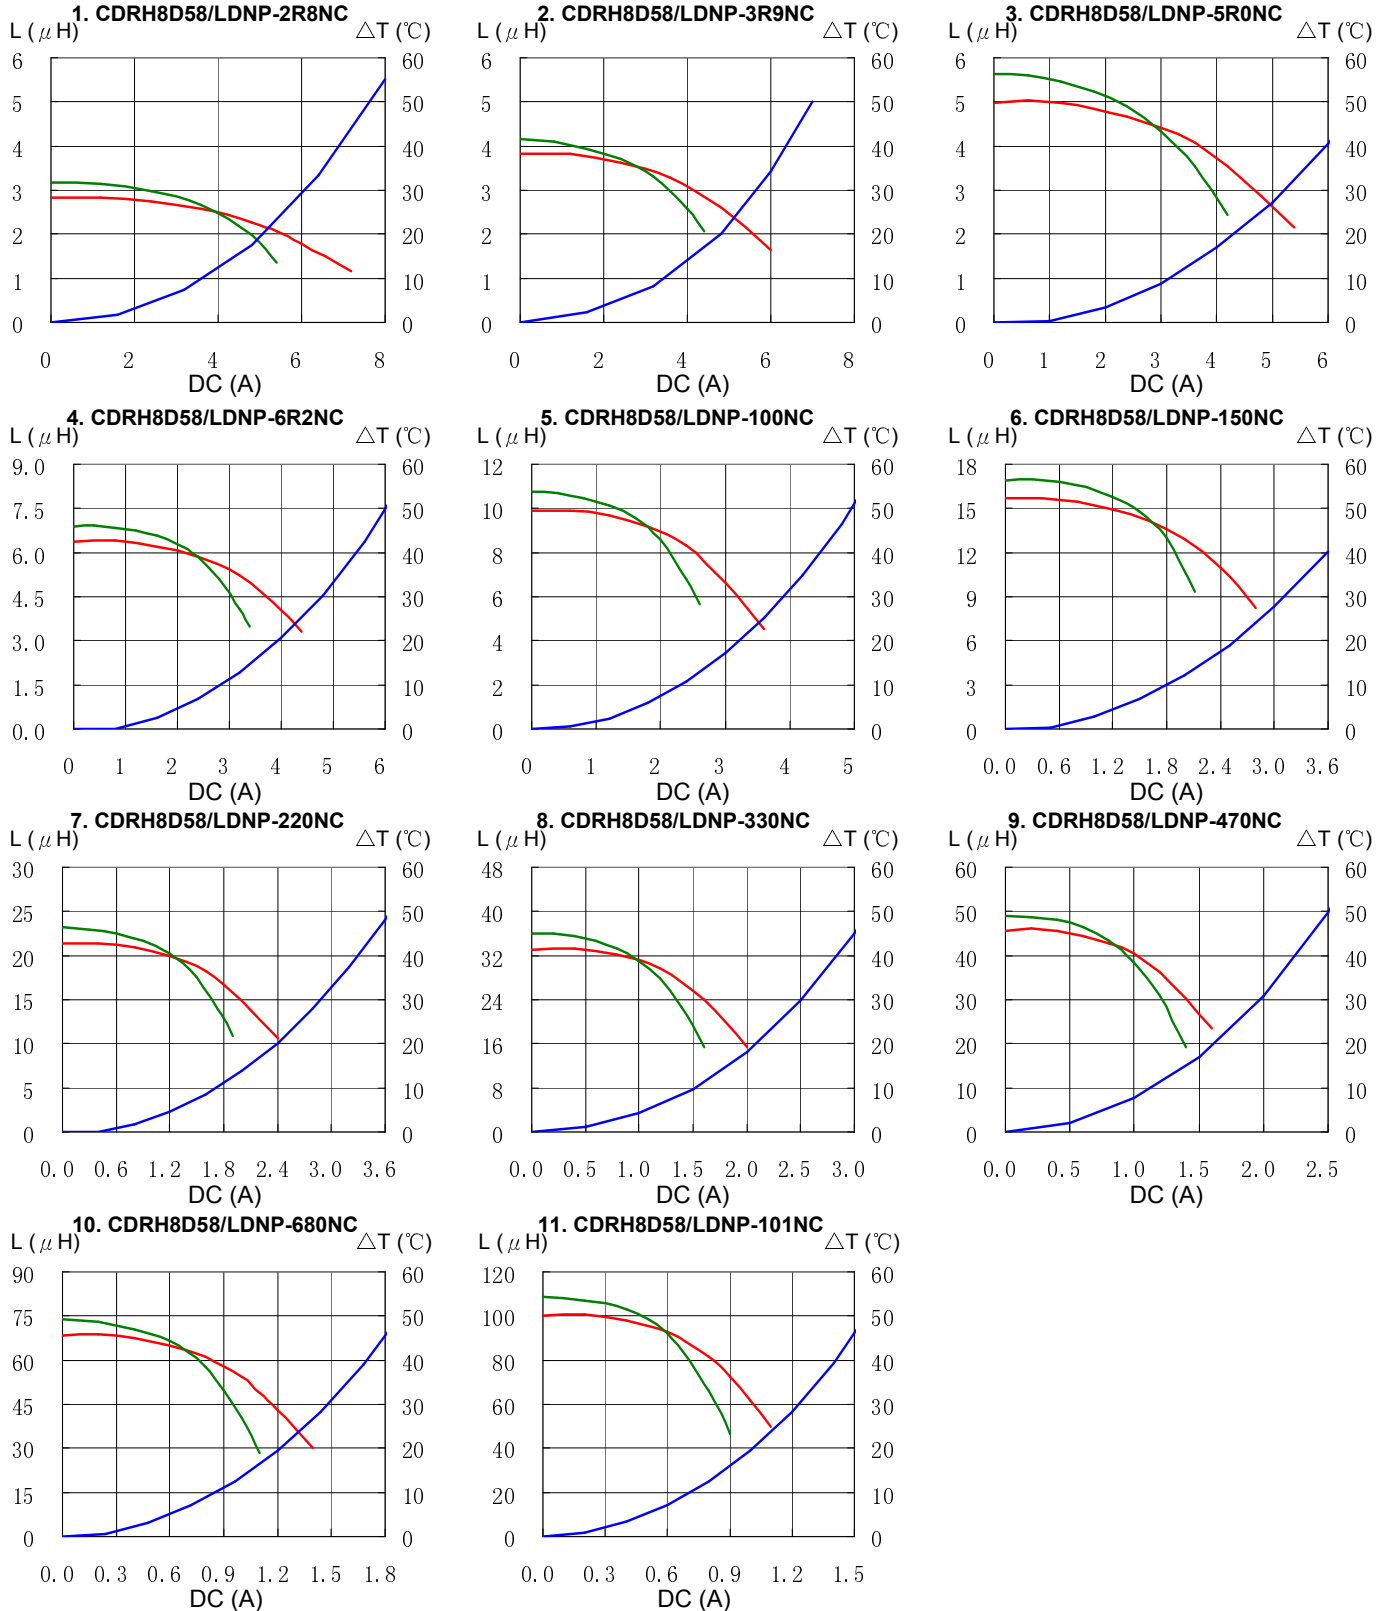 1. CDRH8D58/LDNP-2R8NC
L (μH) △T (℃)
6 60
5 50
4 40
3 30
2 20
1 10
0 0
0 2 4 6 8
DC (A)
2. CDRH8D58/LDNP-3R9NC
L (μH) △T (℃)
6 60
5 50
4 40
3 30
2 20
1 10
0 0
0 2 4 6 8
DC (A)
3. CDRH8D58/LDNP-5R0NC
L (μH) △T (℃)
6 60
5 50
4 40
3 30
2 20
1 10
0 0
0 1 2 3 4 5 6
DC (A)
4. CDRH8D58/LDNP-6R2NC
L (μH) △T (℃)
9.0 60
7.5 50
6.0 40
4.5 30
3.0 20
1.5 10
0.0 0
0 1 2 3 4 5 6
DC (A)
5. CDRH8D58/LDNP-100NC
L (μH) △T (℃)
12 60
10 50
8 40
6 30
4 20
2 10
0 0
0 1 2 3 4 5
DC (A)
6. CDRH8D58/LDNP-150NC
L (μH) △T (℃)
18 60
15 50
12 40
9 30
6 20
3 10
0 0
0.0 0.6 1.2 1.8 2.4 3.0 3.6
DC (A)
7. CDRH8D58/LDNP-220NC
L (μH) △T (℃)
30 60
25 50
20 40
15 30
10 20
5 10
0 0
0.0 0.6 1.2 1.8 2.4 3.0 3.6
DC (A)
8. CDRH8D58/LDNP-330NC
L (μH) △T (℃)
48 60
40 50
32 40
24 30
16 20
8 10
0 0
0.0 0.5 1.0 1.5 2.0 2.5 3.0
DC (A)
9. CDRH8D58/LDNP-470NC
L (μH) △T (℃)
60 60
50 50
40 40
30 30
20 20
10 10
0 0
0.0 0.5 1.0 1.5 2.0 2.5
DC (A)
10. CDRH8D58/LDNP-680NC
L (μH) △T (℃)
90 60
75 50
60 40
45 30
30 20
15 10
0 0
0.0 0.3 0.6 0.9 1.2 1.5 1.8
DC (A)
11. CDRH8D58/LDNP-101NC
L (μH) △T (℃)
120 60
100 50
80 40
60 30
40 20
20 10
0 0
0.0 0.3 0.6 0.9 1.2 1.5
DC (A)